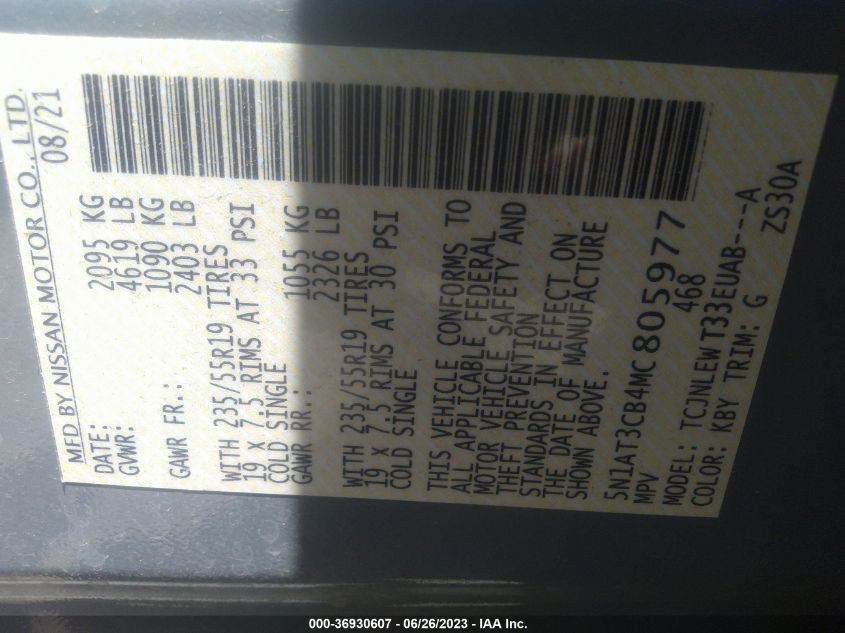 MFD BY NISSAN MOTOR CO., LTD.
DATE: 08/21
GVWR: 2095 KG
4619 LB
GAWR FR.: 1090 KG
2403 LB
WITH 235/55R19 TIRES
19 X 7.5 RIMS AT 33 PSI
COLD SINGLE
GAWR RR.: 1055 KG
2326 LB
WITH 235/55R19 TIRES
19 X 7.5 RIMS AT 30 PSI
COLD SINGLE
THIS VEHICLE CONFORMS TO
ALL APPLICABLE FEDERAL
MOTOR VEHICLE SAFETY AND
THEFT PREVENTION
STANDARDS IN EFFECT ON
THE DATE OF MANUFACTURE
SHOWN ABOVE.
5N1AT3CB4MC805977
MPV 468
MODEL: TCJNLEWT33EUAB---A
COLOR: KBY TRIM: G ZS30A
000-36930607 - 06/26/2023 - IAA Inc.